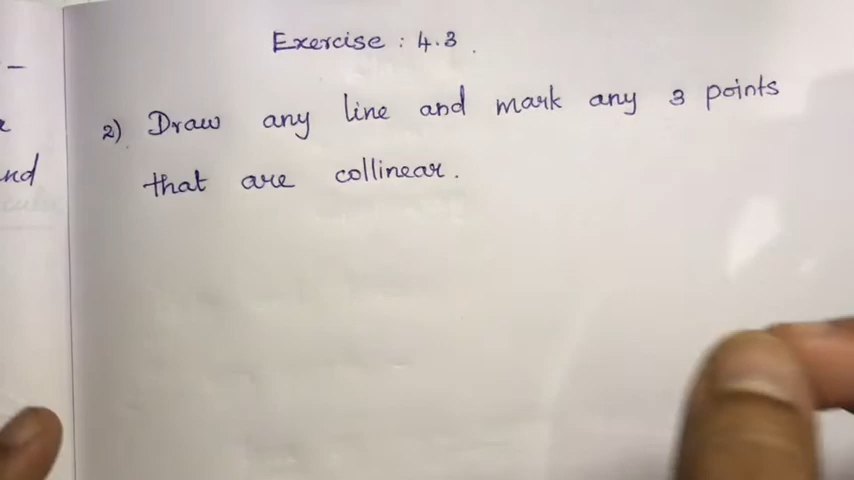 Exercise : 4.3.
2) Draw any line and mark any 3 points
that are collinear.
nd